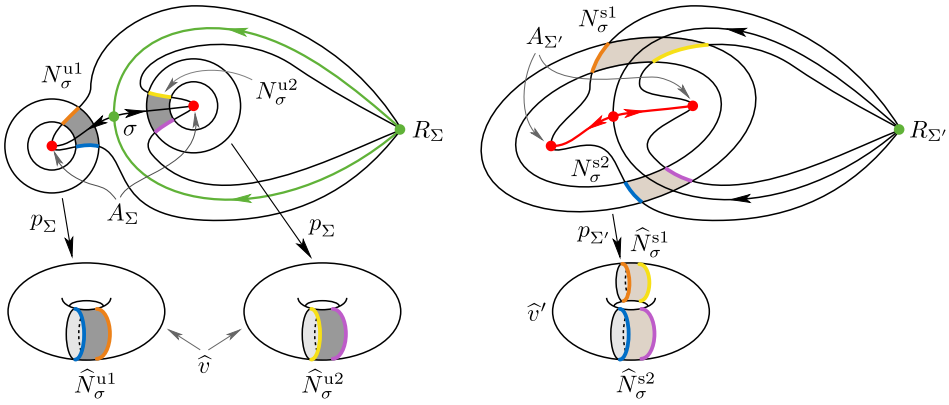 N_σ^{u1}
N_σ^{u2}
σ
R_Σ
A_Σ
p_Σ
p_Σ
v̂
N̂_σ^{u1}
N̂_σ^{u2}
N_σ^{s1}
A_{Σ'}
R_{Σ'}
N_σ^{s2}
p_{Σ'}
N̂_σ^{s1}
v̂'
N̂_σ^{s2}